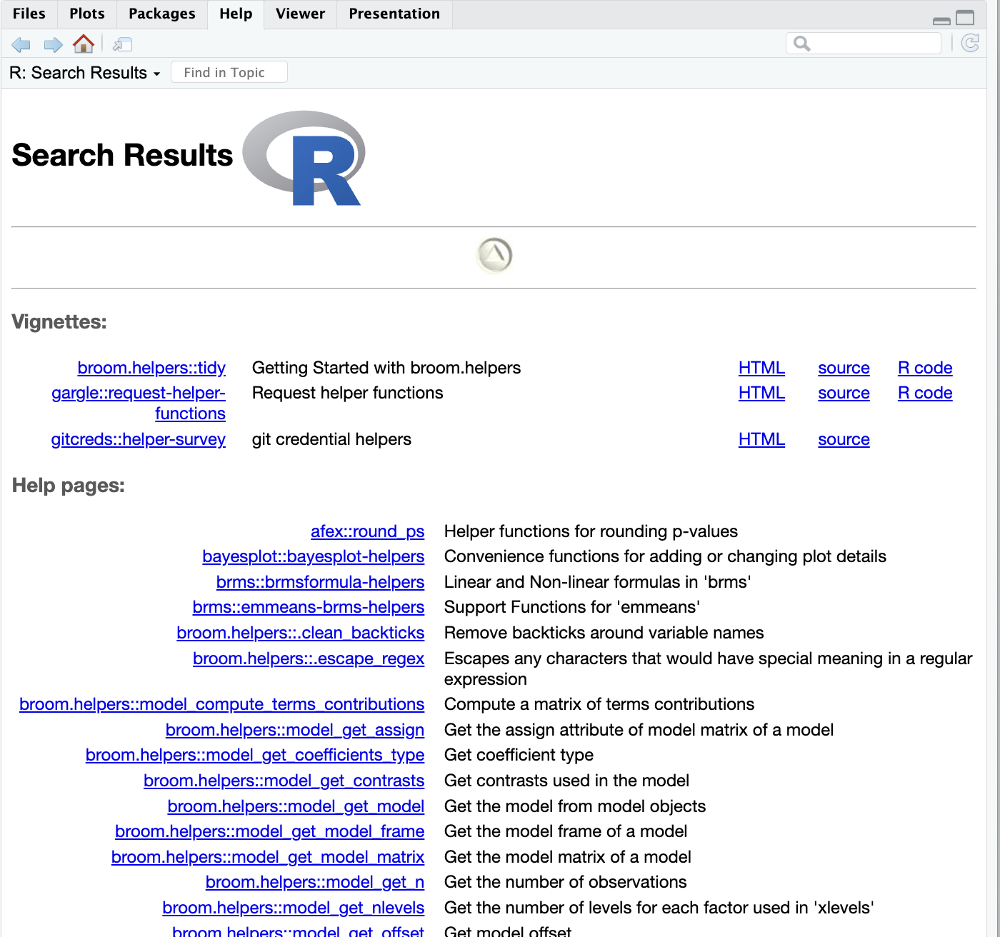 Files Plots Packages Help Viewer Presentation
R: Search Results Find in Topic
Search Results R
Vignettes:
broom.helpers::tidy Getting Started with broom.helpers HTML source R code
gargle::request-helper- Request helper functions HTML source R code
functions
gitcreds::helper-survey git credential helpers HTML source
Help pages:
afex::round_ps Helper functions for rounding p-values
bayesplot::bayesplot-helpers Convenience functions for adding or changing plot details
brms::brmsformula-helpers Linear and Non-linear formulas in 'brms'
brms::emmeans-brms-helpers Support Functions for 'emmeans'
broom.helpers::.clean_backticks Remove backticks around variable names
broom.helpers::.escape_regex Escapes any characters that would have special meaning in a regular
expression
broom.helpers::model_compute_terms_contributions Compute a matrix of terms contributions
broom.helpers::model_get_assign Get the assign attribute of model matrix of a model
broom.helpers::model_get_coefficients_type Get coefficient type
broom.helpers::model_get_contrasts Get contrasts used in the model
broom.helpers::model_get_model Get the model from model objects
broom.helpers::model_get_model_frame Get the model frame of a model
broom.helpers::model_get_model_matrix Get the model matrix of a model
broom.helpers::model_get_n Get the number of observations
broom.helpers::model_get_nlevels Get the number of levels for each factor used in 'xlevels'
broom.helpers::model_get_offset Get model offset